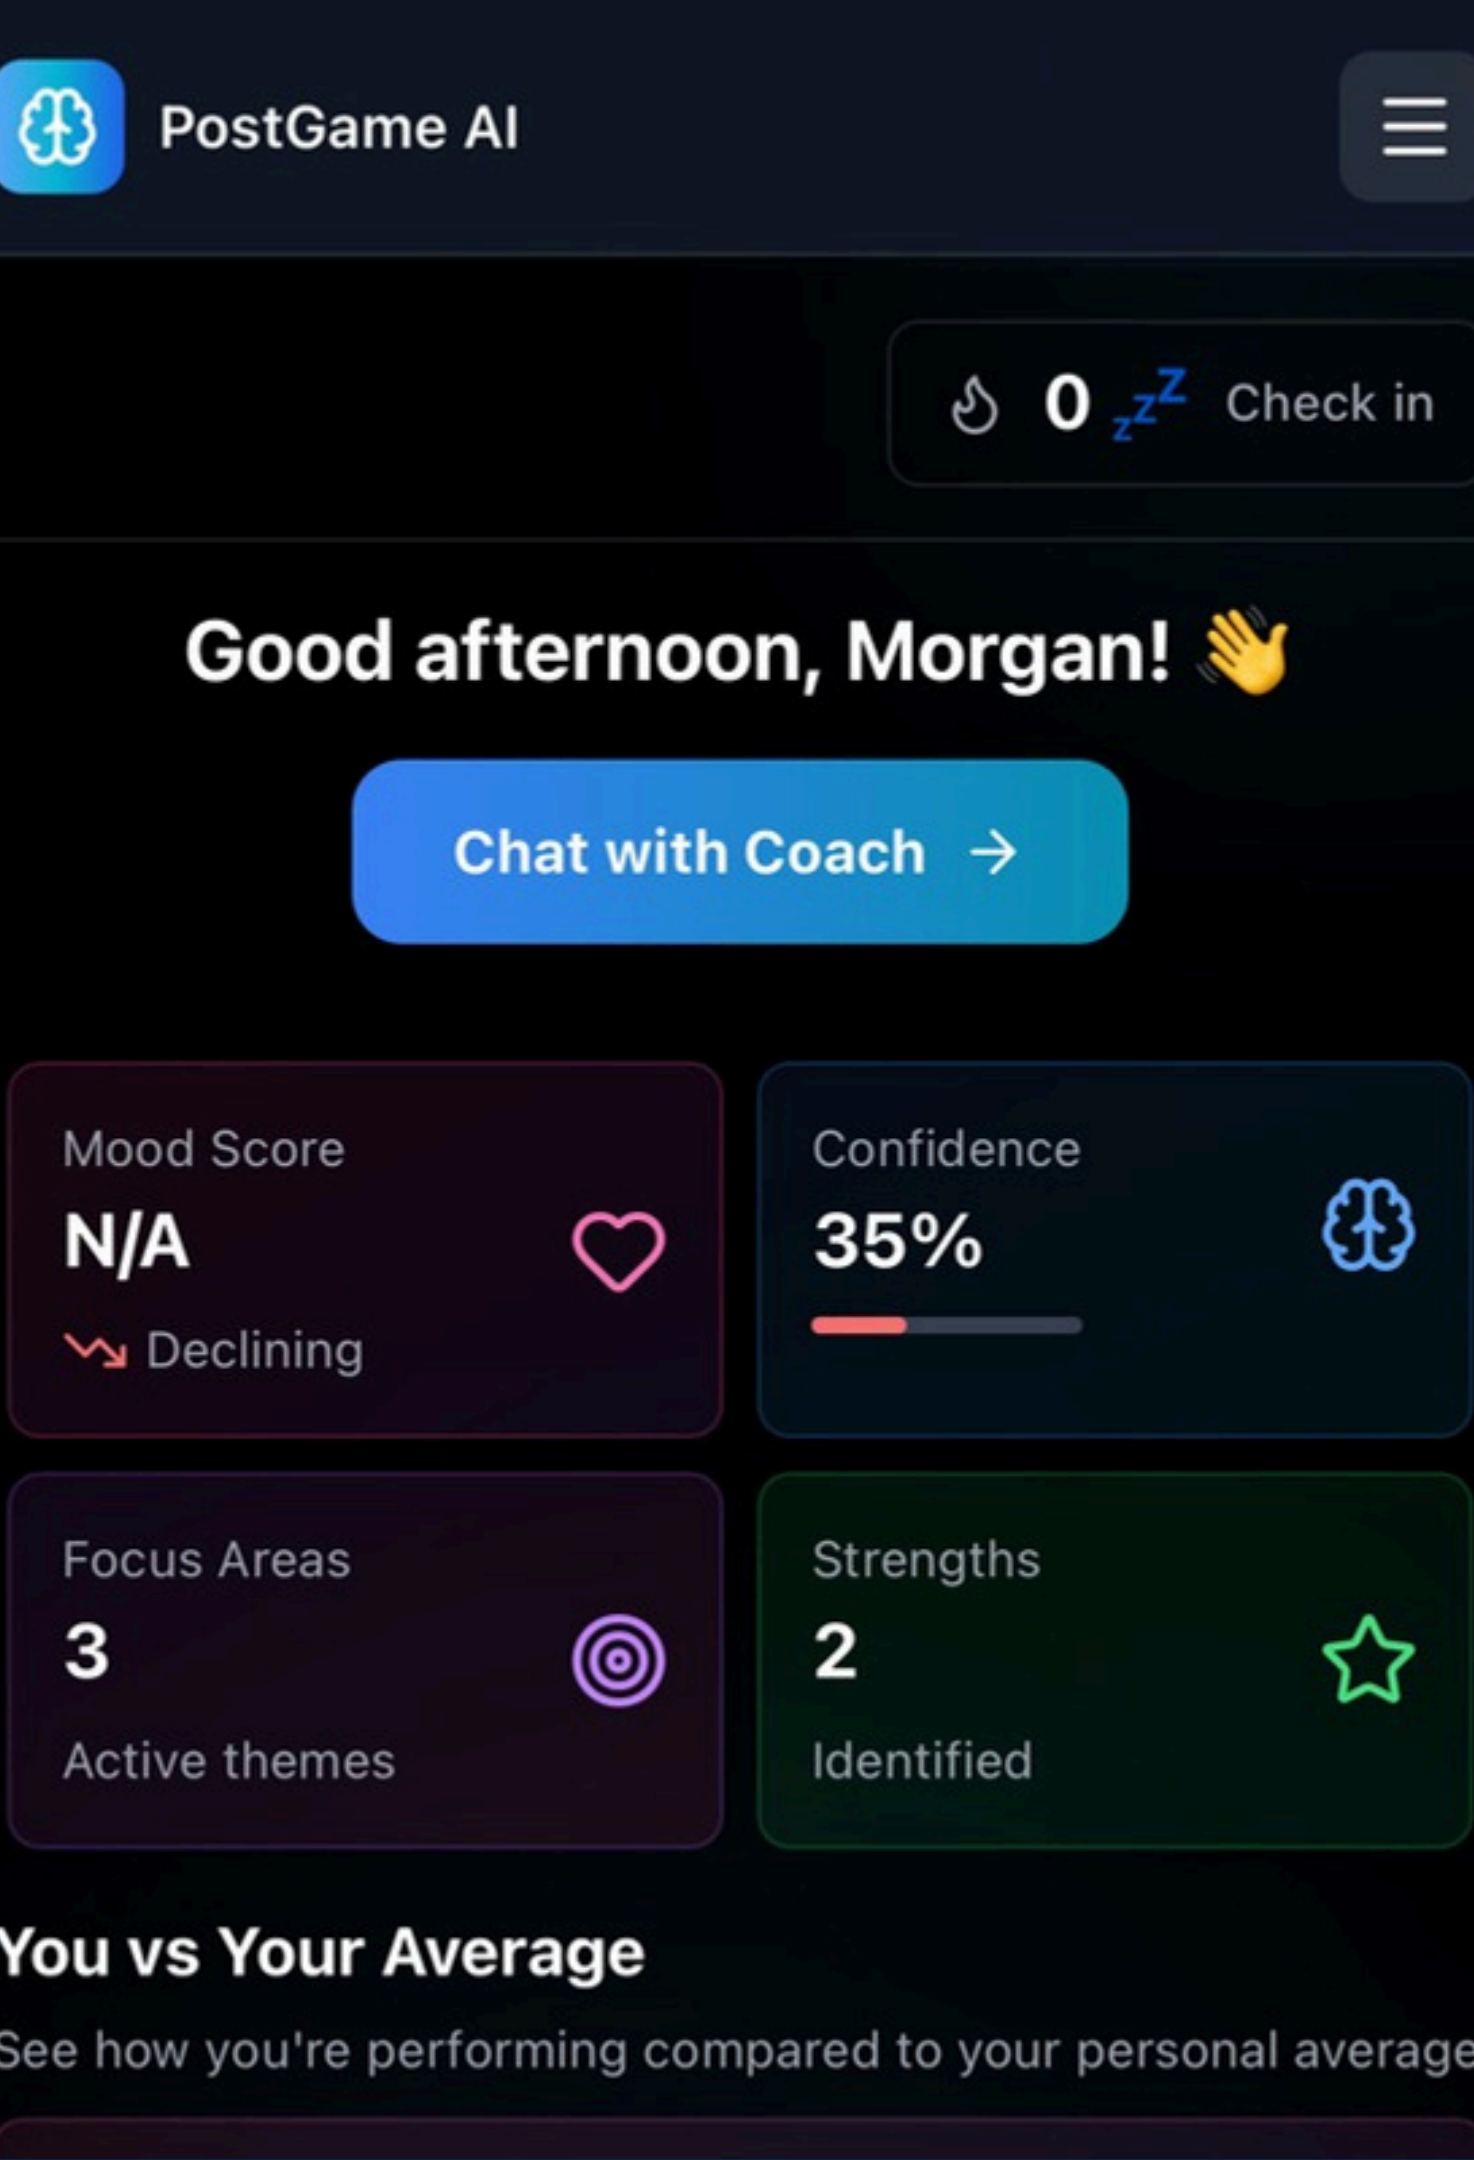 PostGame AI
0 💤 Check in
Good afternoon, Morgan! 👋
Chat with Coach →
Mood Score
N/A
Declining
Confidence
35%
Focus Areas
3
Active themes
Strengths
2
Identified
You vs Your Average
See how you're performing compared to your personal average